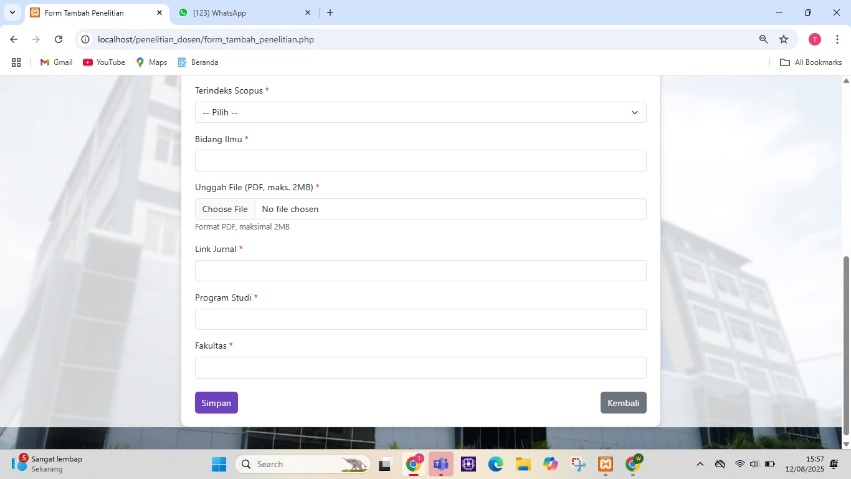 Form Tambah Penelitian
(123) WhatsApp
localhost/penelitian_dosen/form_tambah_penelitian.php
Gmail
YouTube
Maps
Beranda
All Bookmarks
Terindeks Scopus *
-- Pilih --
Bidang Ilmu *
Unggah File (PDF, maks. 2MB) *
Choose File No file chosen
Format PDF, maksimal 2MB
Link Jurnal *
Program Studi *
Fakultas *
Simpan
Kembali
5
Sangat lembap
Sekarang
Search
15:57
12/08/2025